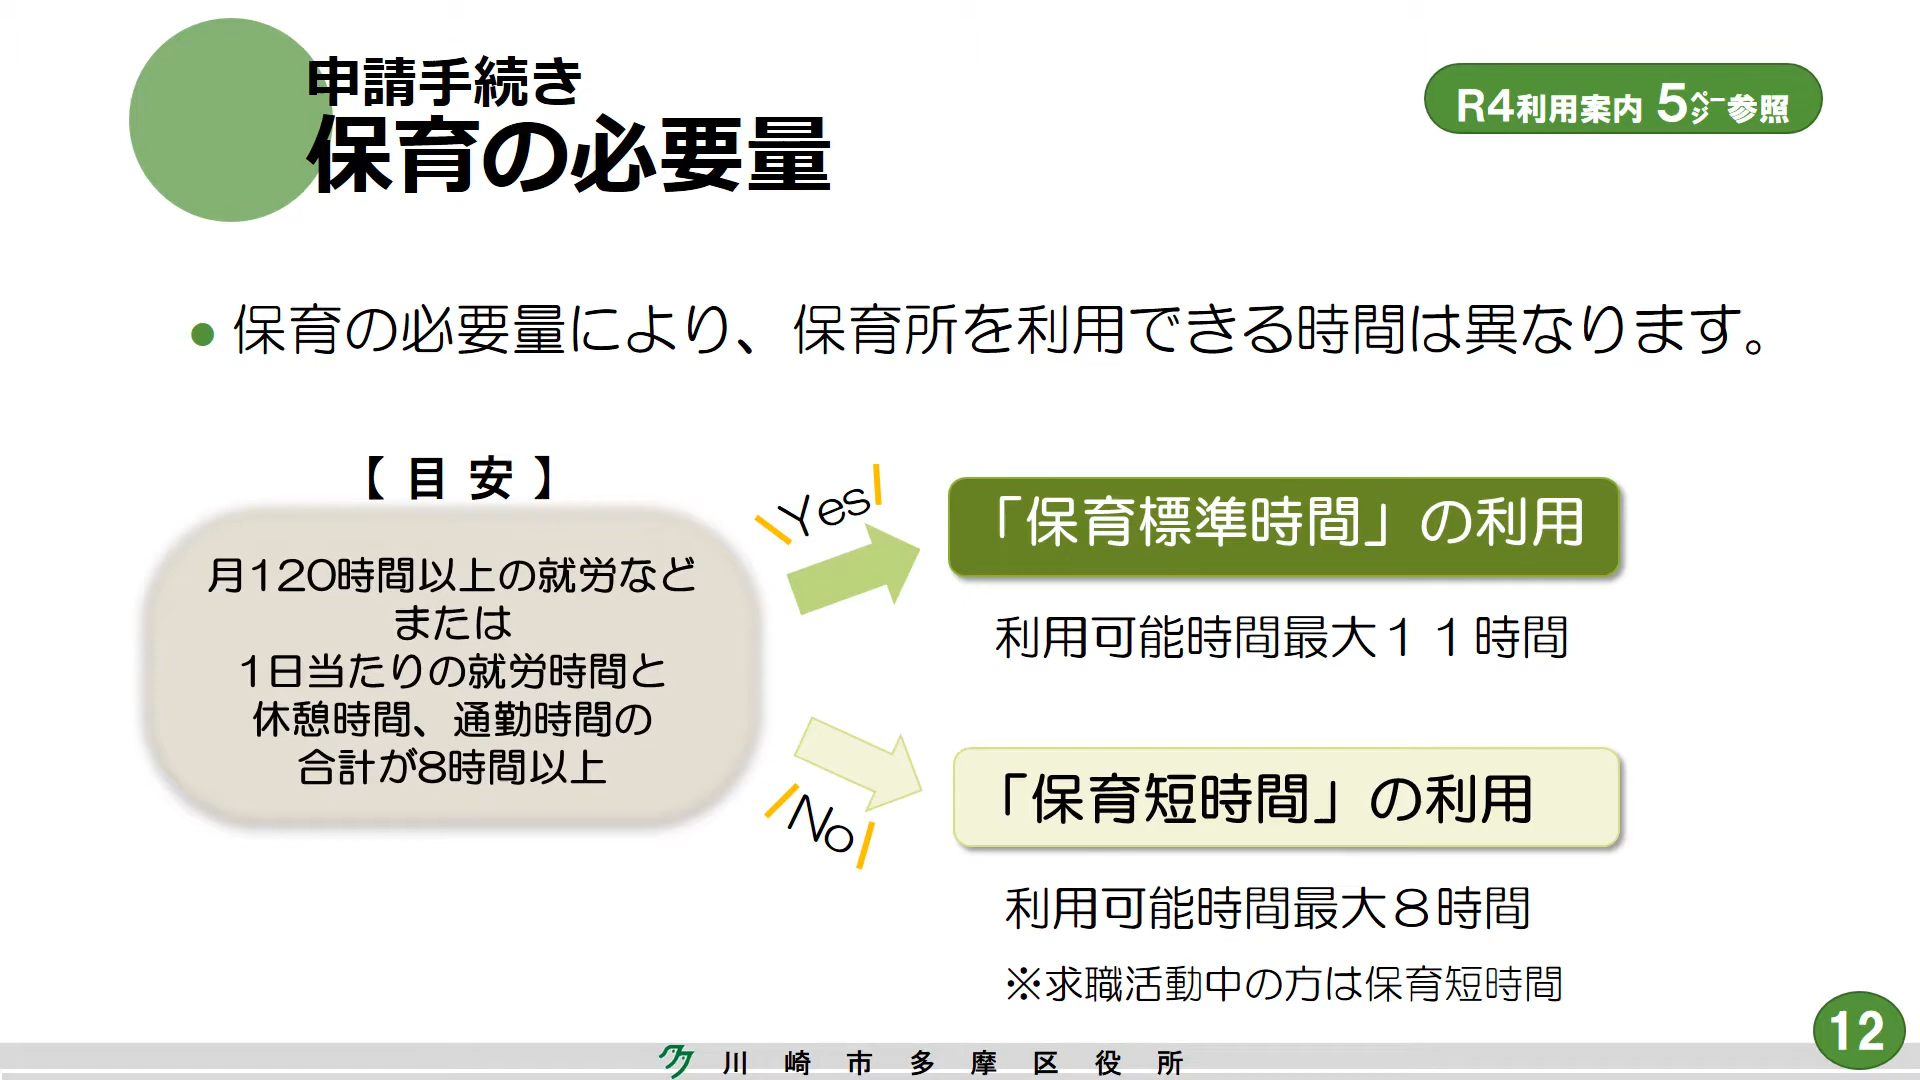 申請手続き
保育の必要量
R4利用案内 5ページ参照
保育の必要量により、保育所を利用できる時間は異なります。
【目安】
月120時間以上の就労など
または
1日当たりの就労時間と
休憩時間、通勤時間の
合計が8時間以上
Yes
「保育標準時間」の利用
利用可能時間最大１１時間
No
「保育短時間」の利用
利用可能時間最大８時間
※求職活動中の方は保育短時間
川崎市多摩区役所
12